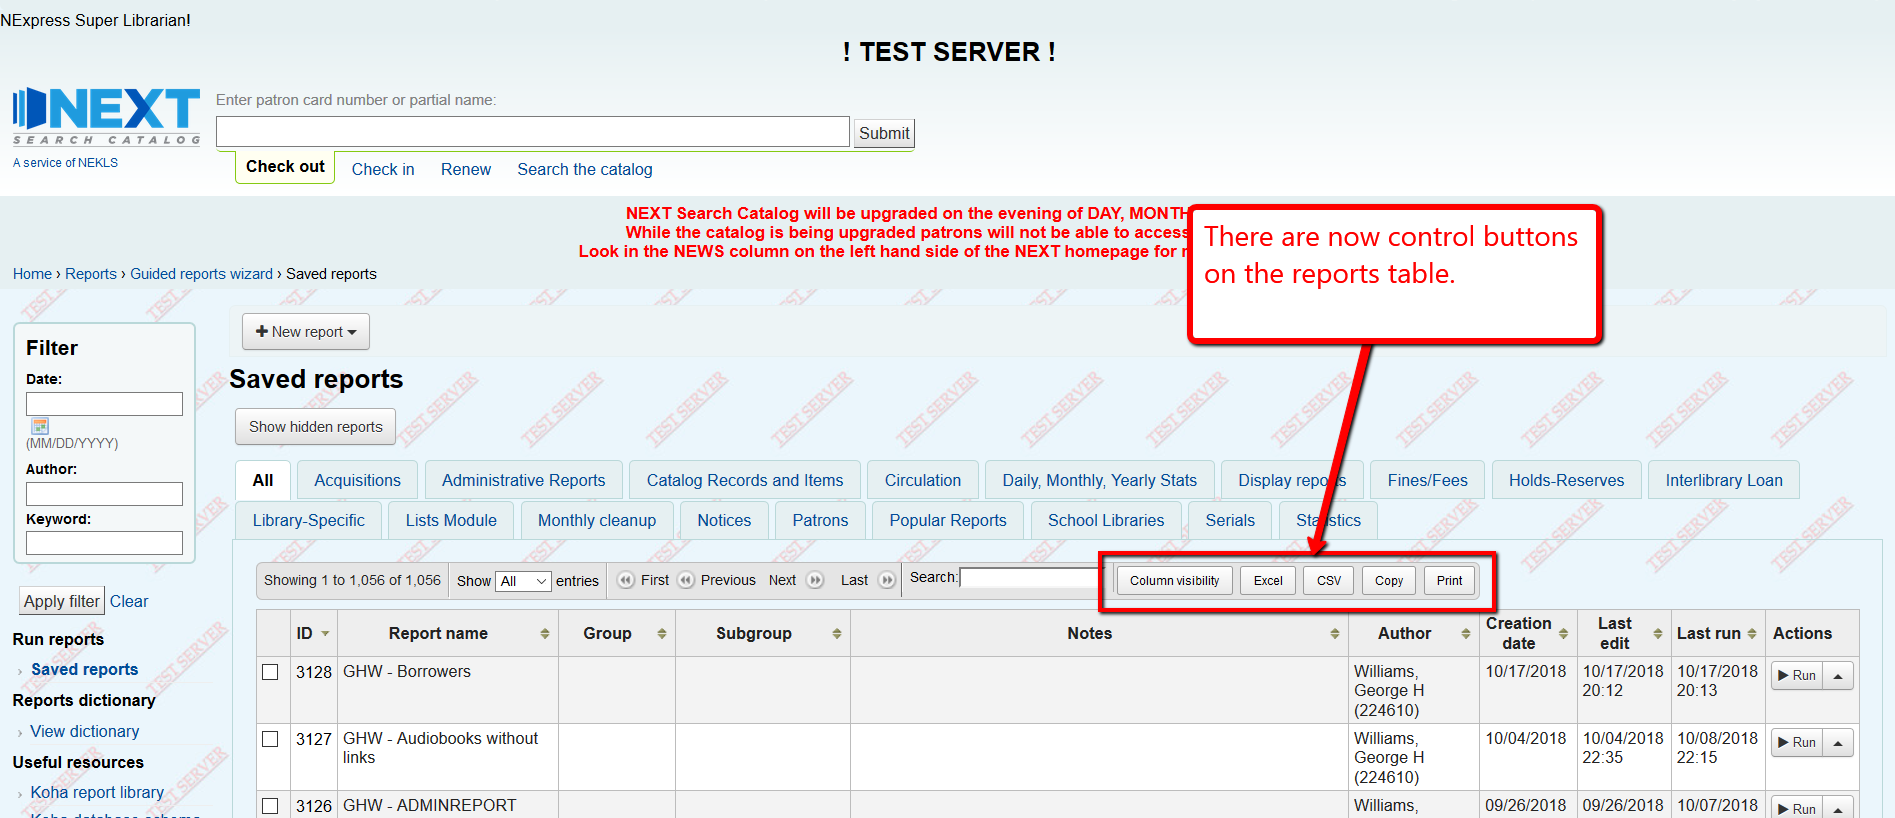 NExpress Super Librarian!
! TEST SERVER !
NEXT
SEARCH CATALOG
A service of NEKLS
Enter patron card number or partial name:
Submit
Check out Check in Renew Search the catalog
NEXT Search Catalog will be upgraded on the evening of DAY, MONTH
While the catalog is being upgraded patrons will not be able to access
Look in the NEWS column on the left hand side of the NEXT homepage for
There are now control buttons
on the reports table.
Home › Reports › Guided reports wizard › Saved reports
Filter
Date:
(MM/DD/YYYY)
Author:
Keyword:
Apply filter Clear
Run reports
› Saved reports
Reports dictionary
› View dictionary
Useful resources
› Koha report library
New report
Saved reports
Show hidden reports
All Acquisitions Administrative Reports Catalog Records and Items Circulation Daily, Monthly, Yearly Stats Display reports Fines/Fees Holds-Reserves Interlibrary Loan
Library-Specific Lists Module Monthly cleanup Notices Patrons Popular Reports School Libraries Serials Statistics
Showing 1 to 1,056 of 1,056 Show All entries First Previous Next Last Search: Column visibility Excel CSV Copy Print
ID Report name Group Subgroup Notes Author Creation date Last edit Last run Actions
3128 GHW - Borrowers Williams, George H (224610) 10/17/2018 10/17/2018 20:12 10/17/2018 20:13 Run
3127 GHW - Audiobooks without links Williams, George H (224610) 10/04/2018 10/04/2018 22:35 10/08/2018 22:15 Run
3126 GHW - ADMINREPORT Williams, 09/26/2018 09/26/2018 10/07/2018 Run
TEST SERVER